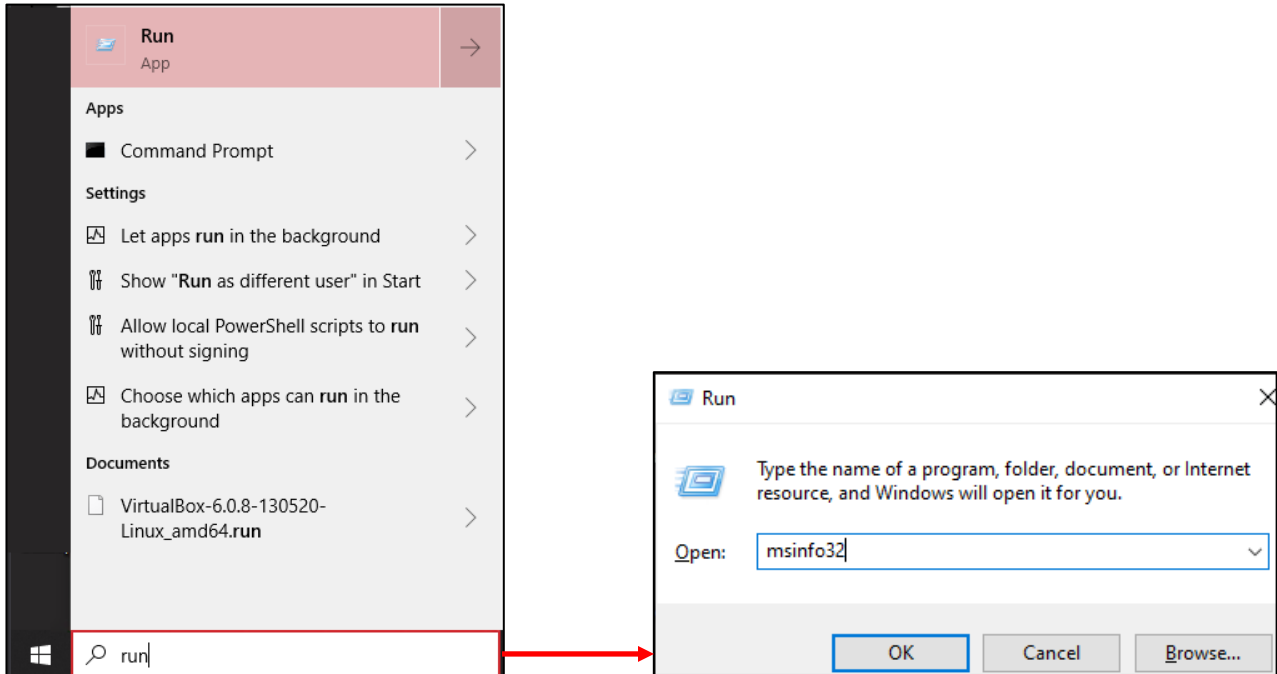 Run
App
Apps
Command Prompt
Settings
Let apps run in the background
Show "Run as different user" in Start
Allow local PowerShell scripts to run
without signing
Choose which apps can run in the
background
Documents
VirtualBox-6.0.8-130520-
Linux_amd64.run
run
Run
Type the name of a program, folder, document, or Internet
resource, and Windows will open it for you.
Open: msinfo32
OK Cancel Browse...